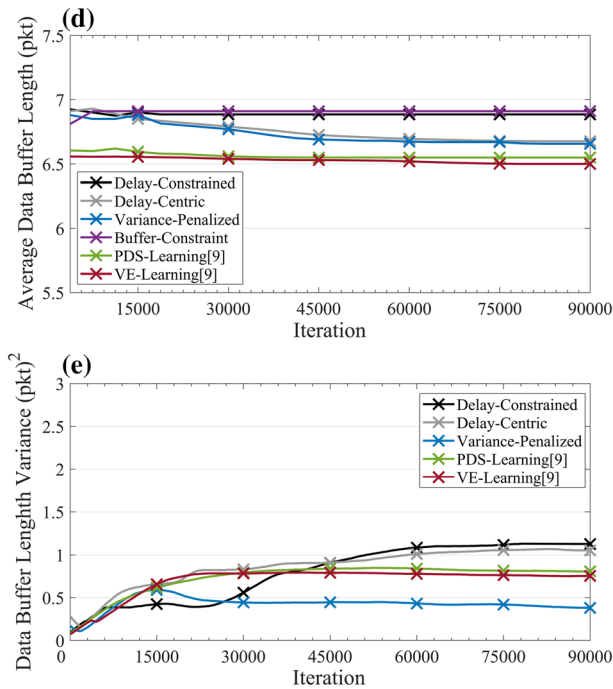 (d)
Average Data Buffer Length (pkt)
7.5
7
6.5
6
5.5
Delay-Constrained
Delay-Centric
Variance-Penalized
Buffer-Constraint
PDS-Learning[9]
VE-Learning[9]
15000 30000 45000 60000 75000 90000
Iteration
(e)
Data Buffer Lenghth Variance (pkt)²
3
2.5
2
1.5
1
0.5
0
Delay-Constrained
Delay-Centric
Variance-Penalized
PDS-Learning[9]
VE-Learning[9]
0 15000 30000 45000 60000 75000 90000
Iteration